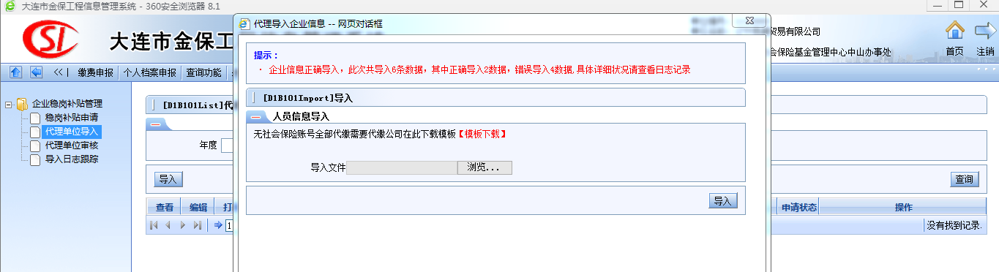 大连市金保工程信息管理系统 - 360安全浏览器 8.1
大连市金保工
贸易有限公司
会保险基金管理中心中山办事处
首页
注销
缴费申报
个人档案申报
查询功能
企业稳岗补贴管理
稳岗补贴申请
代理单位导入
代理单位审核
导入日志跟踪
[D1B101List]代
年度
导入
查询
查看
编辑
打
申请状态
操作
1
没有找到记录.
代理导入企业信息 -- 网页对话框
提示：
· 企业信息正确导入，此次共导入6条数据，其中正确导入2数据，错误导入4数据,具体详细状况请查看日志记录
[D1B101Import]导入
人员信息导入
无社会保险账号全部代缴需要代缴公司在此下载模板【模板下载】
导入文件
浏览...
导入